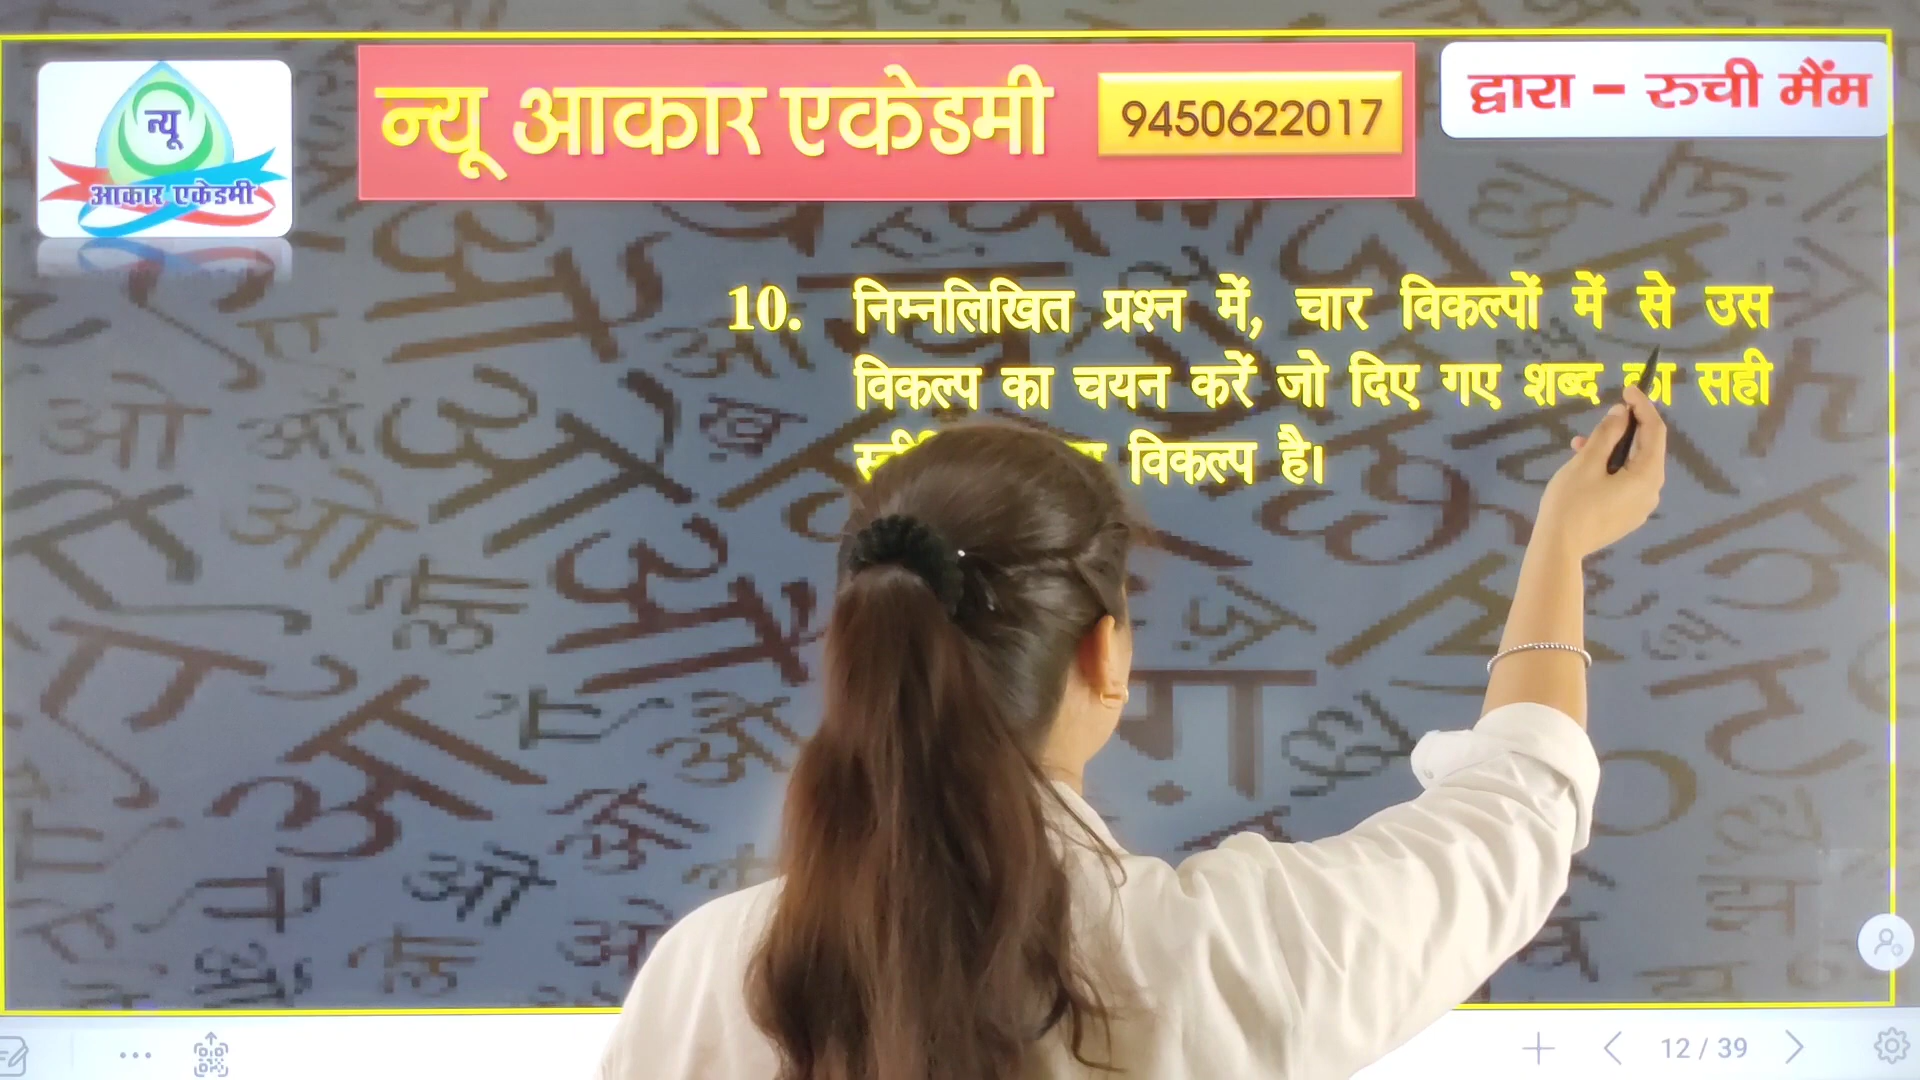 न्यू
आकार एकेडमी
न्यू आकार एकेडमी
9450622017
द्वारा - रुची मैंम
10. निम्नलिखित प्रश्न में, चार विकल्पों में से उस
विकल्प का चयन करें जो दिए गए शब्द का सही
विकल्प है।
12 / 39